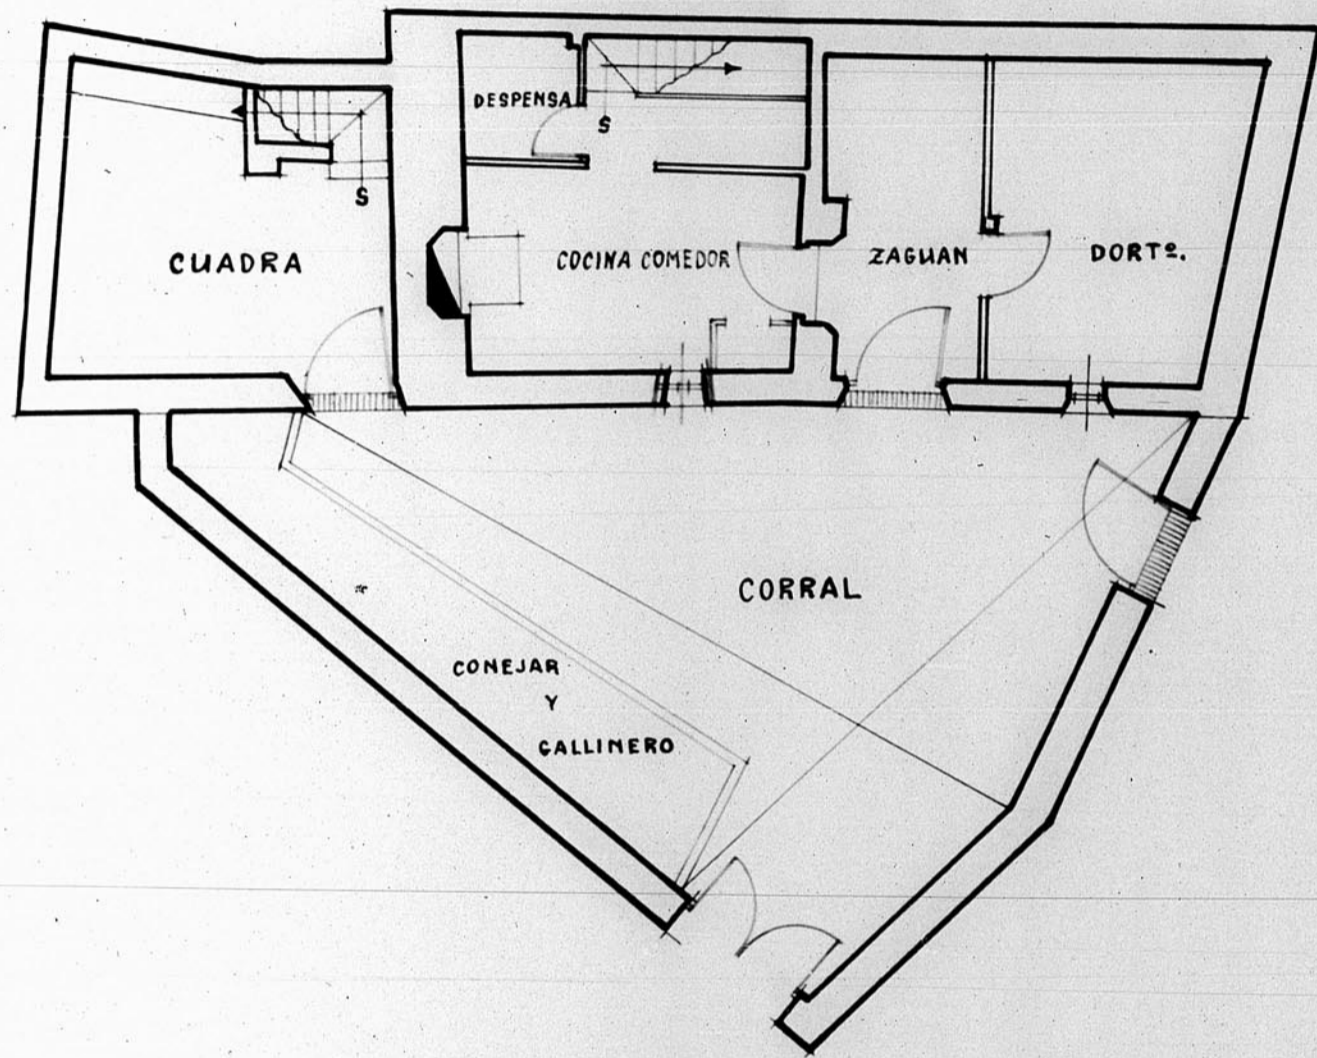 DESPENSA
S
S
CUADRA
COCINA COMEDOR
ZAGUAN
DORTº.
CORRAL
CONEJAR
Y
GALLINERO